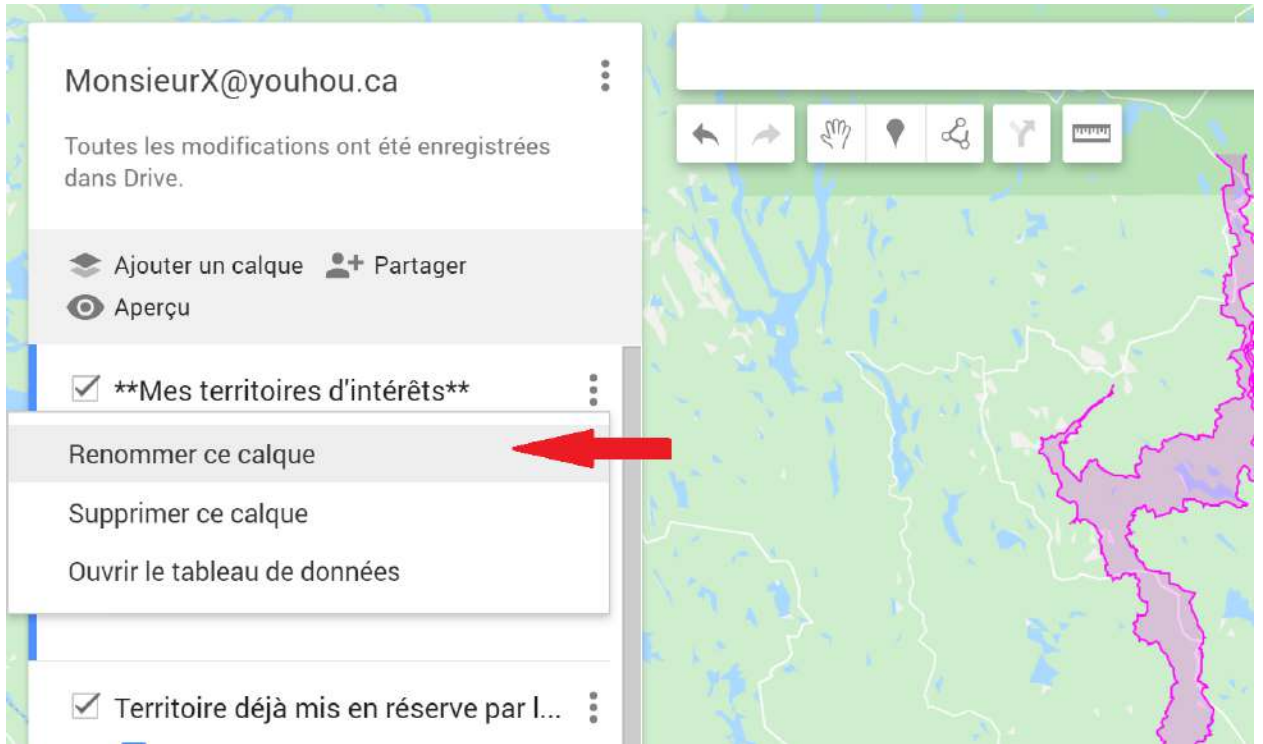 MonsieurX@youhou.ca
Toutes les modifications ont été enregistrées
dans Drive.
Ajouter un calque Partager
Aperçu
**Mes territoires d'intérêts**
Renommer ce calque
Supprimer ce calque
Ouvrir le tableau de données
Territoire déjà mis en réserve par l...